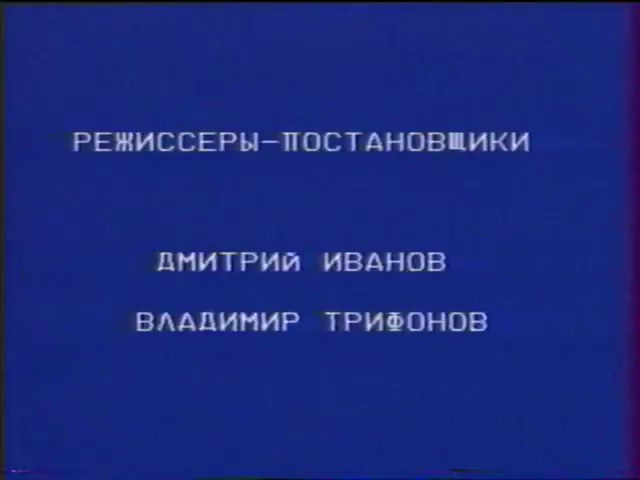 РЕЖИССЕРЫ-ПОСТАНОВЩИКИ
ДМИТРИЙ ИВАНОВ
ВЛАДИМИР ТРИФОНОВ